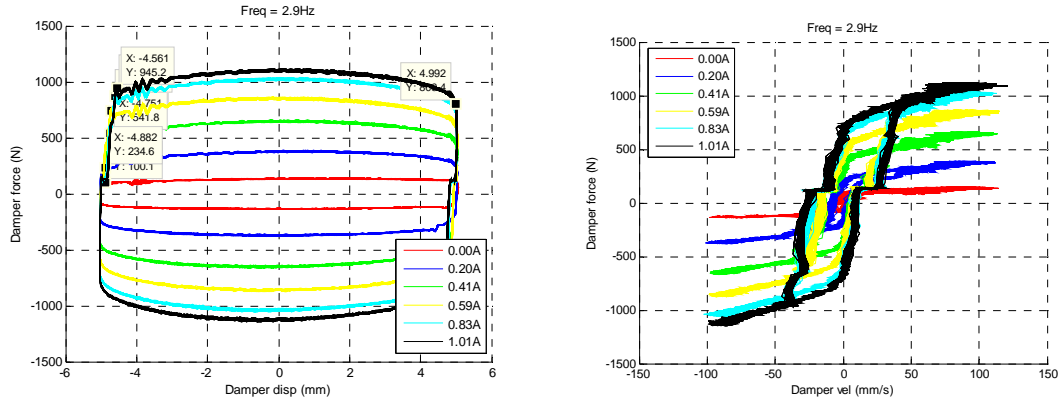 Freq = 2.9Hz
1500
1000
500
0
-500
-1000
-1500
-6
-4
-2
0
2
4
6
Damper force (N)
Damper disp (mm)
X: -4.561
Y: 945.2
X: -4.751
X: -4.882
Y: 234.6
Y: 100.1
X: 4.992
0.00A
0.20A
0.41A
0.59A
0.83A
1.01A
Freq = 2.9Hz
1500
1000
500
0
-500
-1000
-1500
-150
-100
-50
0
50
100
150
Damper force (N)
Damper vel (mm/s)
0.00A
0.20A
0.41A
0.59A
0.83A
1.01A